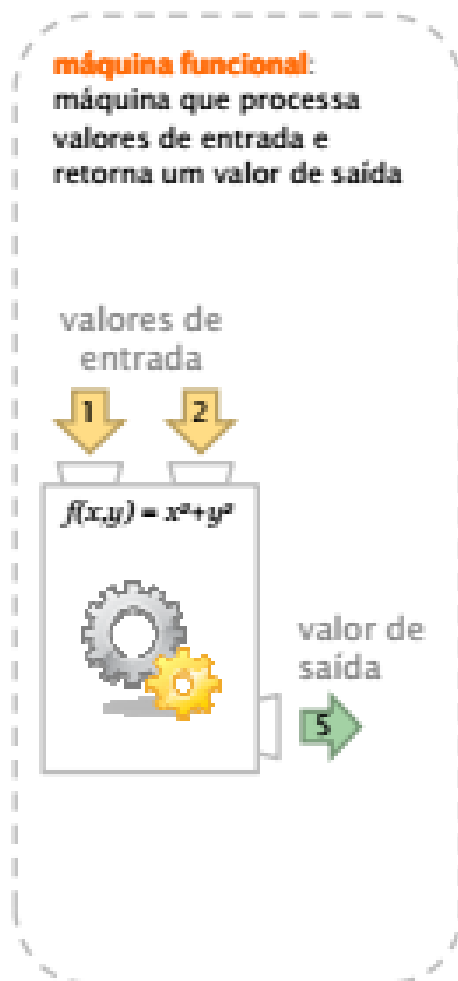 máquina funcional:
máquina que processa
valores de entrada e
retorna um valor de saída
valores de
entrada
1 2
f(x,y) = x²+y²
valor de
saída
5